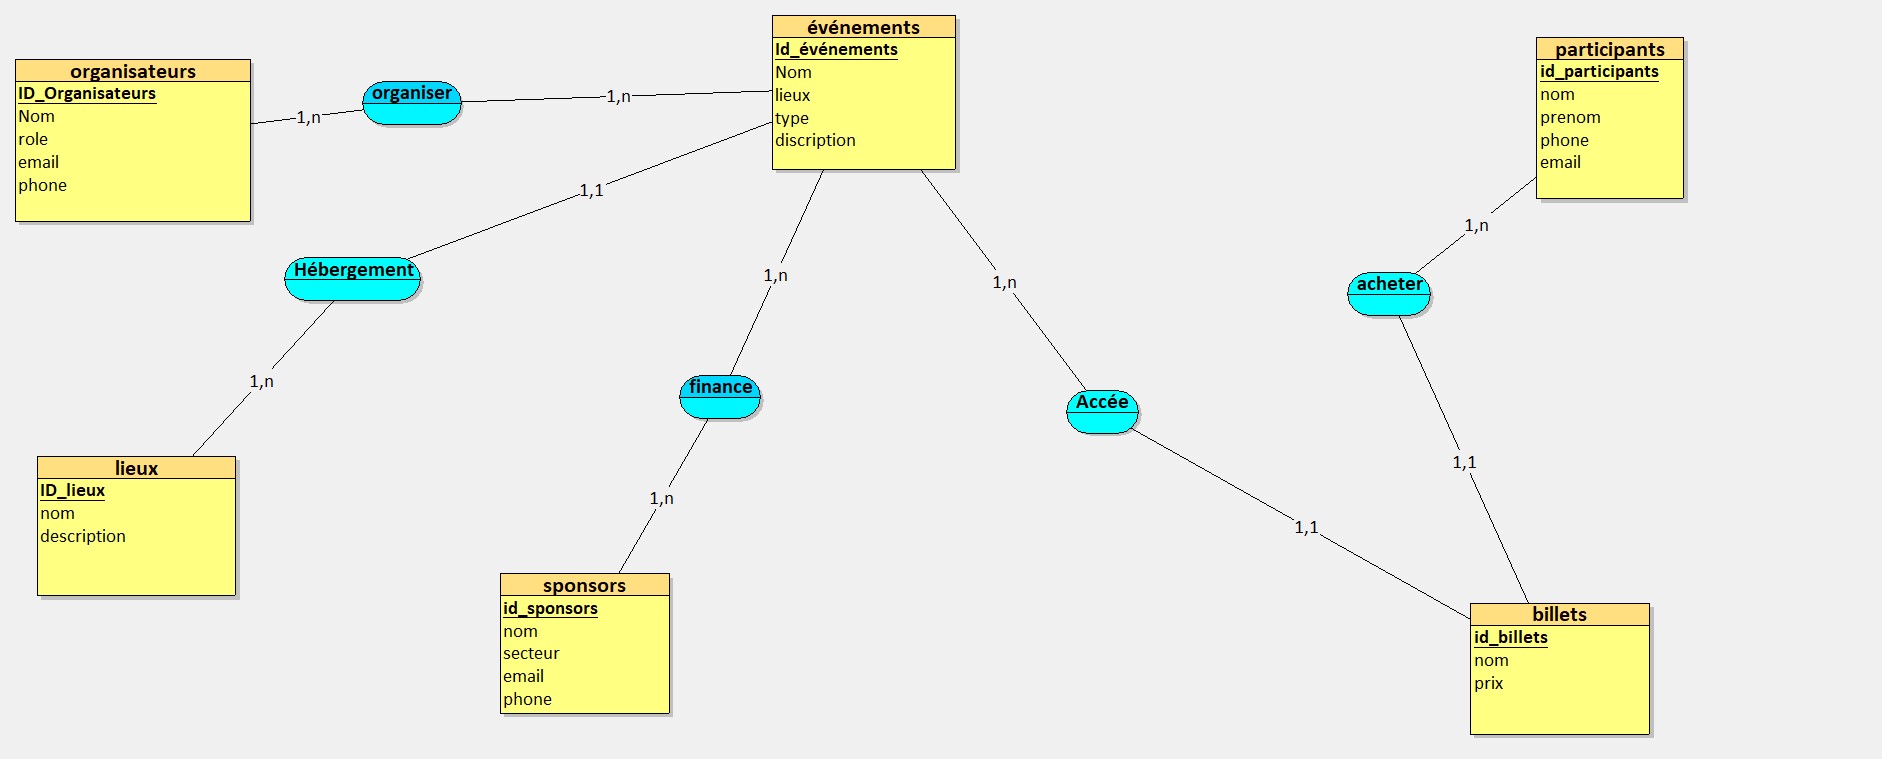 événements
Id_événements
Nom
lieux
type
discription
organisateurs
ID_Organisateurs
Nom
role
email
phone
1,n
organiser
1,n
participants
id_participants
nom
prenom
phone
email
1,1
Hébergement
1,n
lieux
ID_lieux
nom
description
1,n
finance
1,n
sponsors
id_sponsors
nom
secteur
email
phone
1,n
Accée
1,1
1,n
acheter
1,1
billets
id_billets
nom
prix